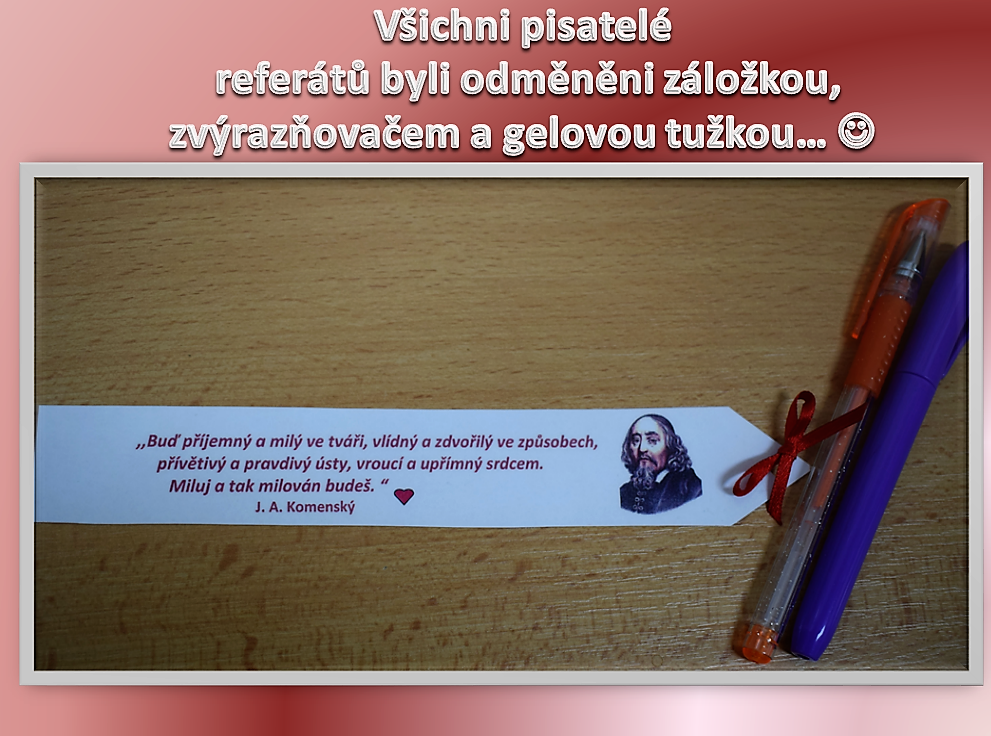 Všichni pisatelé
referátů byli odměněni záložkou,
zvýrazňovačem a gelovou tužkou... ☺
,,Buď příjemný a milý ve tváři, vlídný a zdvořilý ve způsobech,
přívětivý a pravdivý ústy, vroucí a upřímný srdcem.
Miluj a tak milován budeš. “
J. A. Komenský